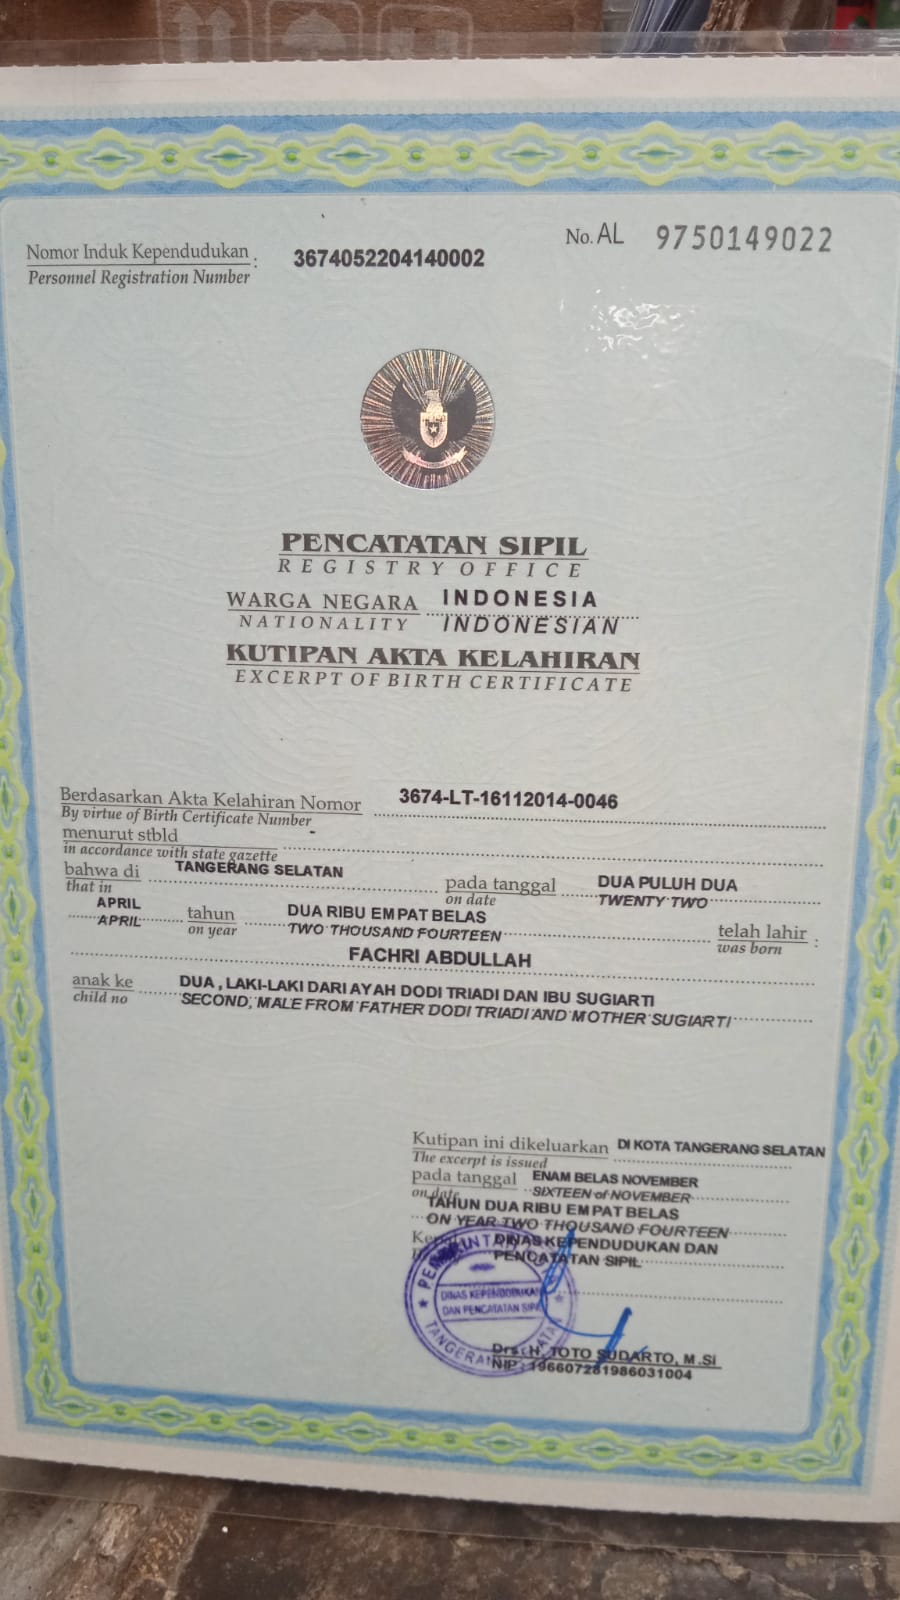 Nomor Induk Kependudukan : 36740522041 40002
Personnel Registration Number
No. AL 9750149022
PENCATATAN SIPIL
REGISTRY OFFICE
WARGA NEGARA INDONESIA
NATIONALITY INDONESIAN
KUTIPAN AKTA KELAHIRAN
EXCERPT OF BIRTH CERTIFICATE
Berdasarkan Akta Kelahiran Nomor 3674-LT-16112014-0046
By virtue of Birth Certificate Number
menurut stbld -
in accordance with state gazette
bahwa di TANGERANG SELATAN pada tanggal DUA PULUH DUA
that in on date TWENTY TWO
APRIL tahun DUA RIBU EMPAT BELAS telah lahir :
APRIL on year TWO THOUSAND FOURTEEN was born
FACHRI ABDULLAH
anak ke DUA , LAKI-LAKI DARI AYAH DODI TRIADI DAN IBU SUGIARTI
child no SECOND, MALE FROM FATHER DODI TRIADI AND MOTHER SUGIARTI
Kutipan ini dikeluarkan DI KOTA TANGERANG SELATAN
The excerpt is issued
pada tanggal ENAM BELAS NOVEMBER
on date SIXTEEN of NOVEMBER
TAHUN DUA RIBU EMPAT BELAS
ON YEAR TWO THOUSAND FOURTEEN
DINAS KEPENDUDUKAN DAN
PENCATATAN SIPIL
DINAS KEPENDUDUKAN
DAN PENCATATAN SIPIL
Drs. H. TOTO SUDARTO, M.Si
NIP : 196607281986031004